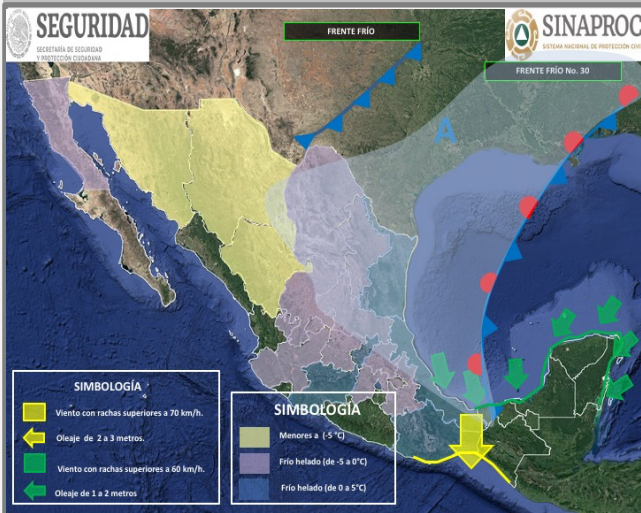 SEGURIDAD
SECRETARÍA DE SEGURIDAD
Y PROTECCIÓN CIUDADANA
FRENTE FRÍO
SINAPROC
SISTEMA NACIONAL DE PROTECCIÓN CIVI
FRENTE FRÍO No. 30
A
SIMBOLOGÍA
Viento con rachas superiores a 70 km/h.
Oleaje de 2 a 3 metros.
Viento con rachas superiores a 60 km/h.
Oleaje de 1 a 2 metros
SIMBOLOGÍA
Menores a (-5 °C)
Frío helado (de -5 a 0°C)
Frío helado (de 0 a 5°C)